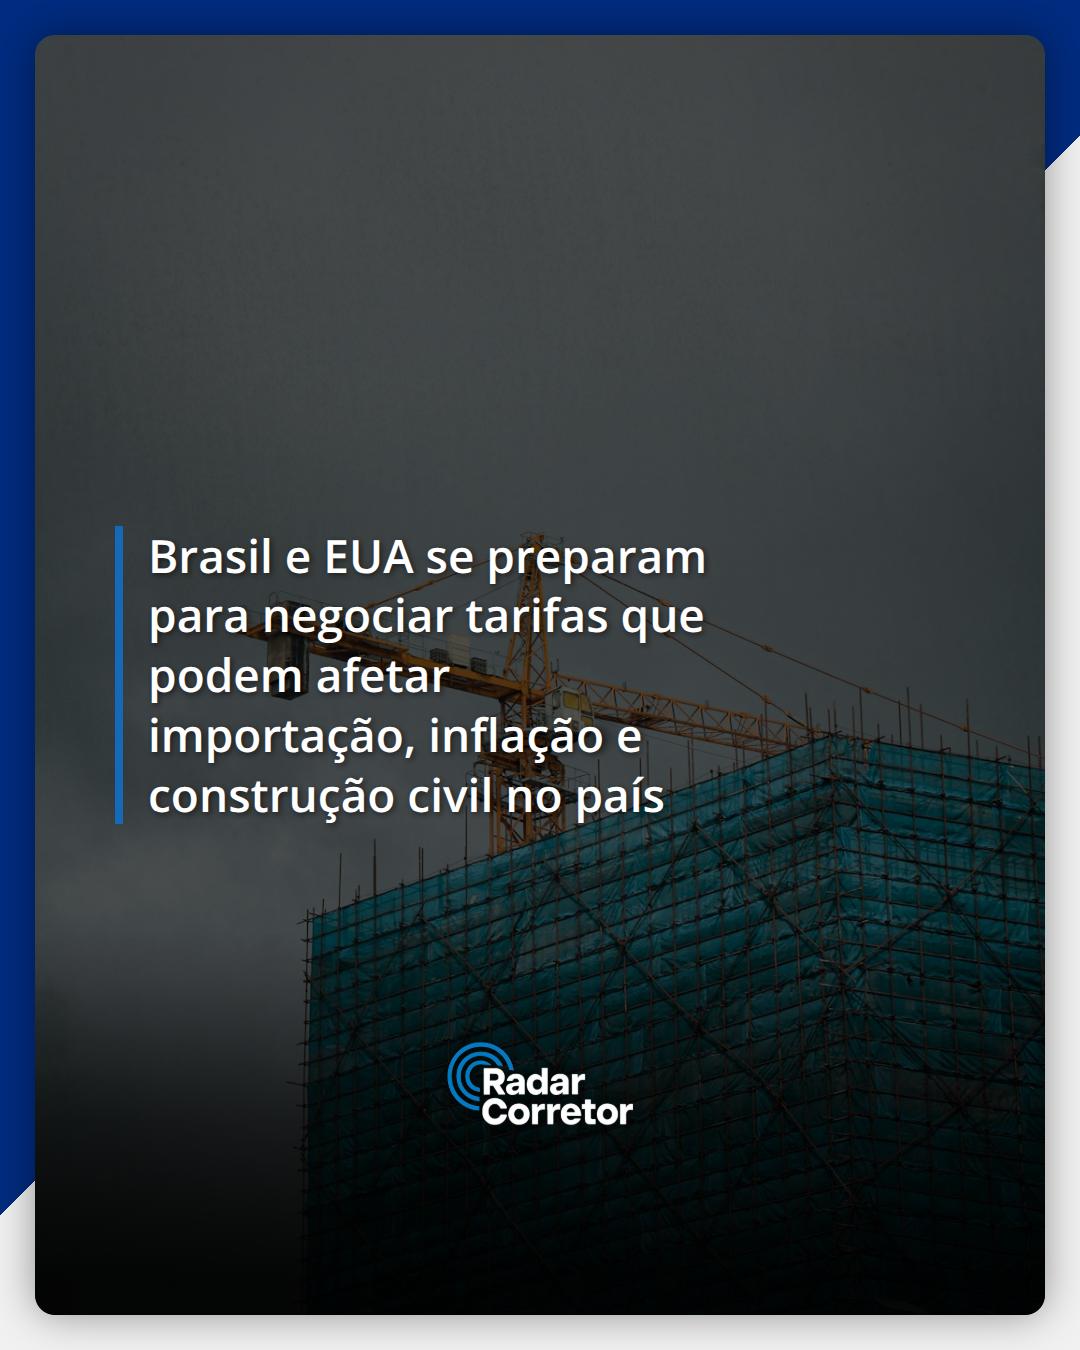 Brasil e EUA se preparam
para negociar tarifas que
podem afetar
importação, inflação e
construção civil no país
Radar
Corretor